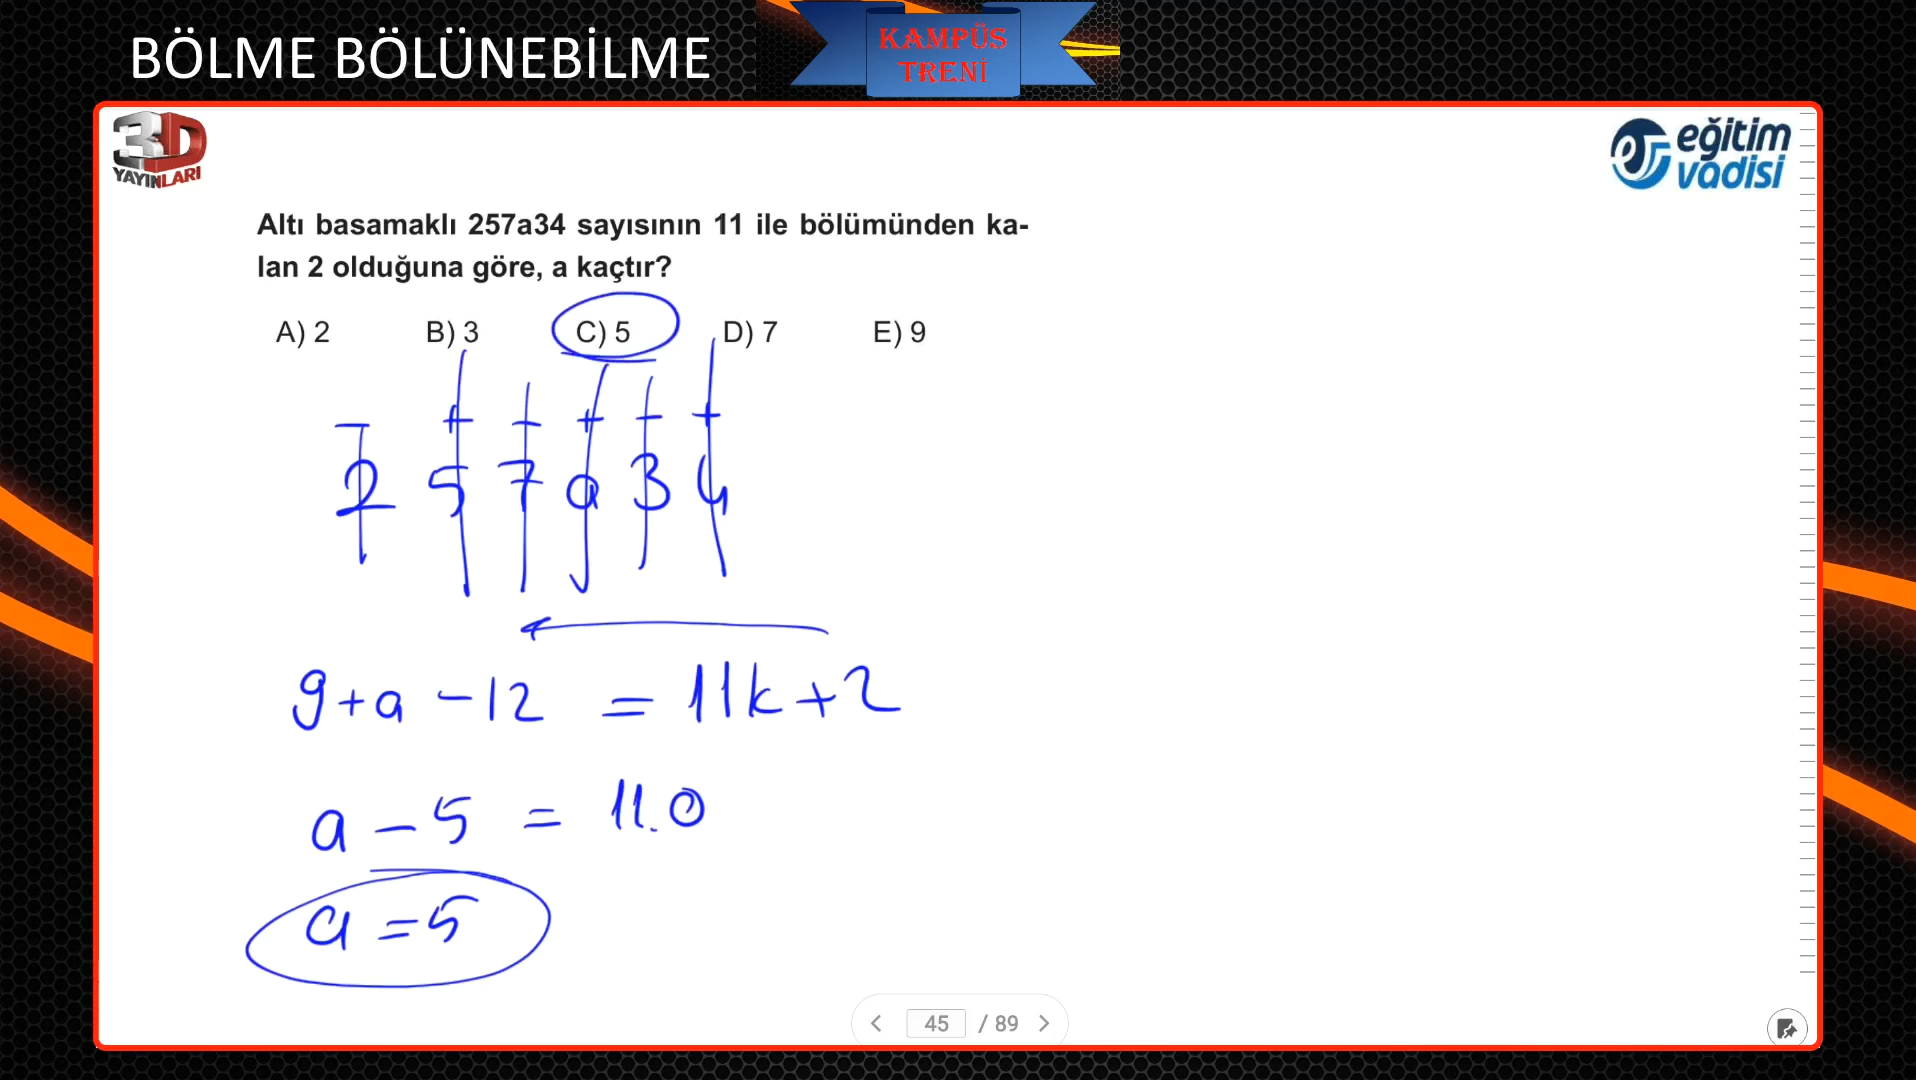 BÖLME BÖLÜNEBİLME
KAMPÜS
TRENİ
3D
YAYINLARI
eğitim
vadisi
Altı basamaklı 257a34 sayısının 11 ile bölümünden ka-
lan 2 olduğuna göre, a kaçtır?
A) 2 B) 3 C) 5 D) 7 E) 9
− + − + − +
2 5 7 a 3 4
9+a −12 = 11k+2
a − 5 = 11.0
a = 5
45 / 89